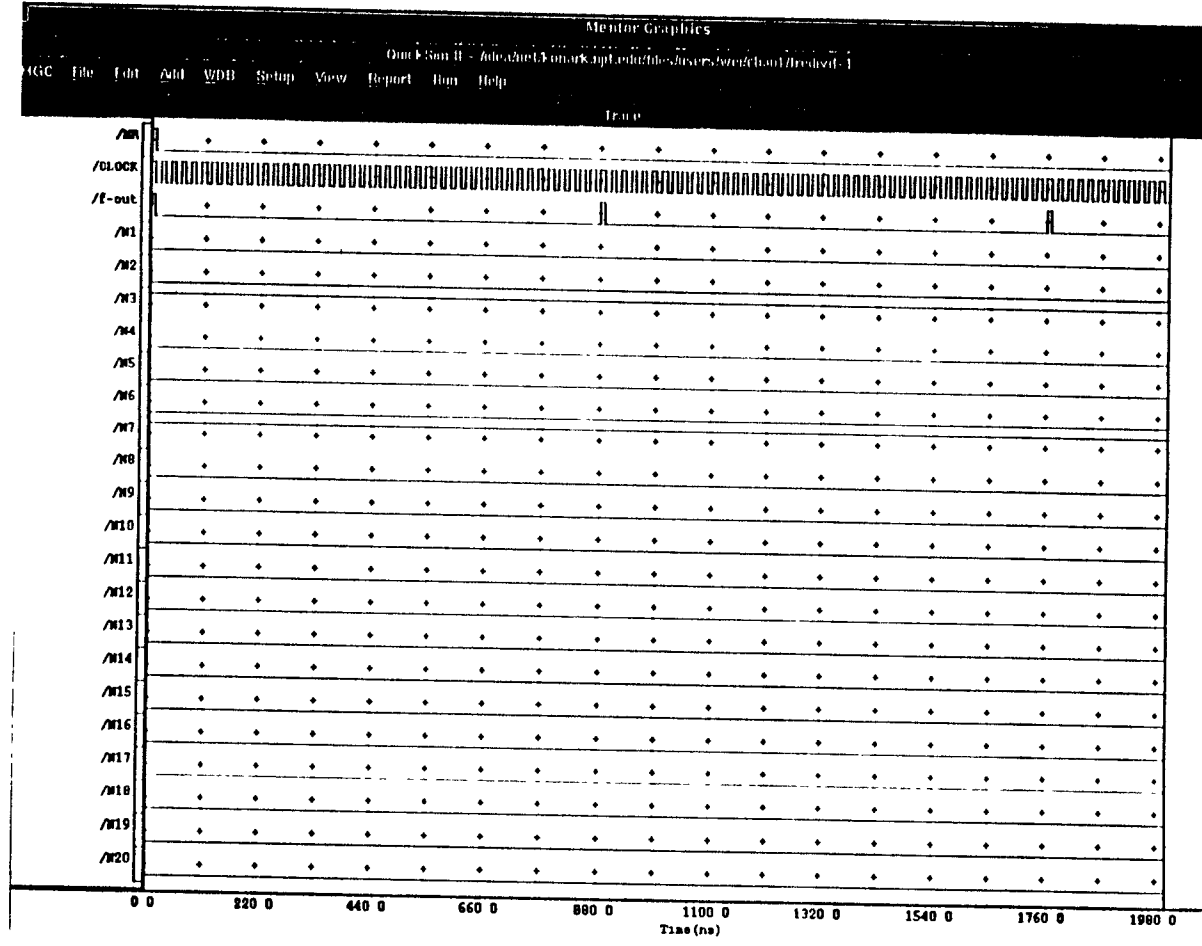 Mentor Graphics
QuickSim II -
MGC File Edit Add WDB Setup View Report Run Help
Trace
/MR
/CLOCK
/f-out
/N1
/N2
/N3
/N4
/N5
/N6
/N7
/N8
/N9
/N10
/N11
/N12
/N13
/N14
/N15
/N16
/N17
/N18
/N19
/N20
0 0 220 0 440 0 660 0 880 0 1100 0 1320 0 1540 0 1760 0 1980 0
Time(ns)